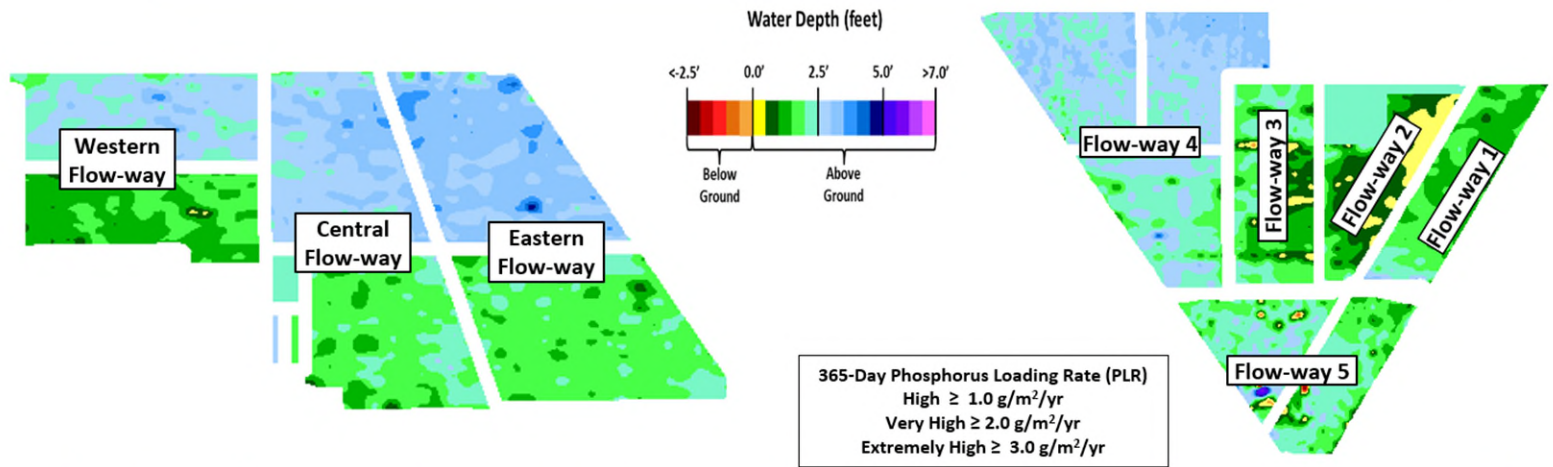 Water Depth (feet)
<-2.5' 0.0' 2.5' 5.0' >7.0'
Below
Ground
Above
Ground
Western
Flow-way
Central
Flow-way
Eastern
Flow-way
Flow-way 4
Flow-way 3
Flow-way 2
Flow-way 1
Flow-way 5
365-Day Phosphorus Loading Rate (PLR)
High ≥ 1.0 g/m²/yr
Very High ≥ 2.0 g/m²/yr
Extremely High ≥ 3.0 g/m²/yr